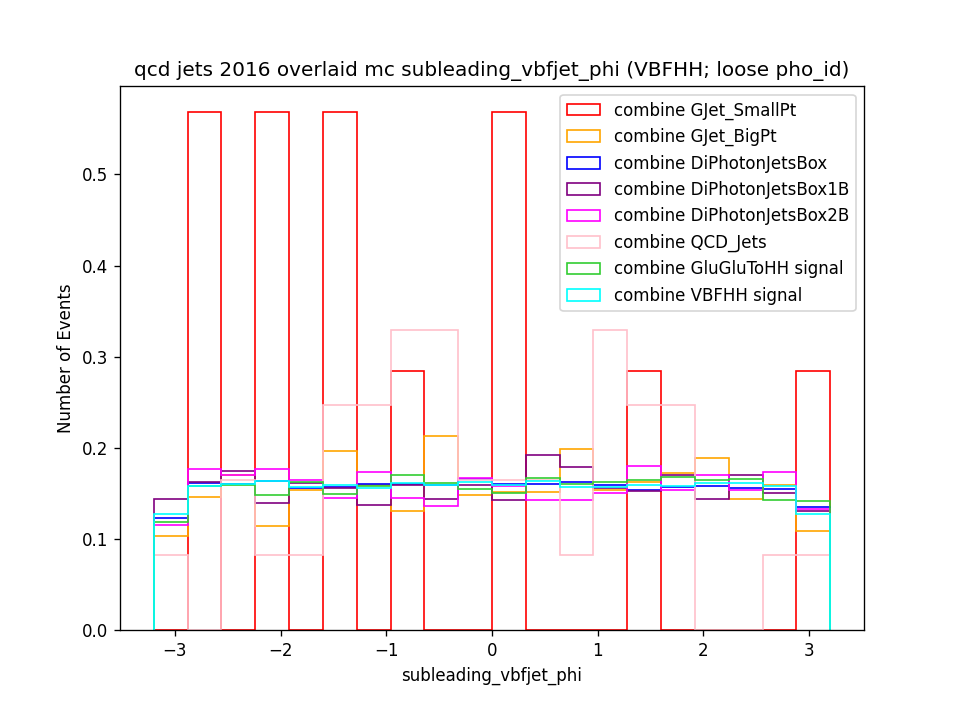 qcd jets 2016 overlaid mc subleading_vbfjet_phi (VBFHH; loose pho_id)
combine GJet_SmallPt
combine GJet_BigPt
combine DiPhotonJetsBox
combine DiPhotonJetsBox1B
combine DiPhotonJetsBox2B
combine QCD_Jets
combine GluGluToHH signal
combine VBFHH signal
Number of Events
0.5
0.4
0.3
0.2
0.1
0.0
−3 −2 −1 0 1 2 3
subleading_vbfjet_phi